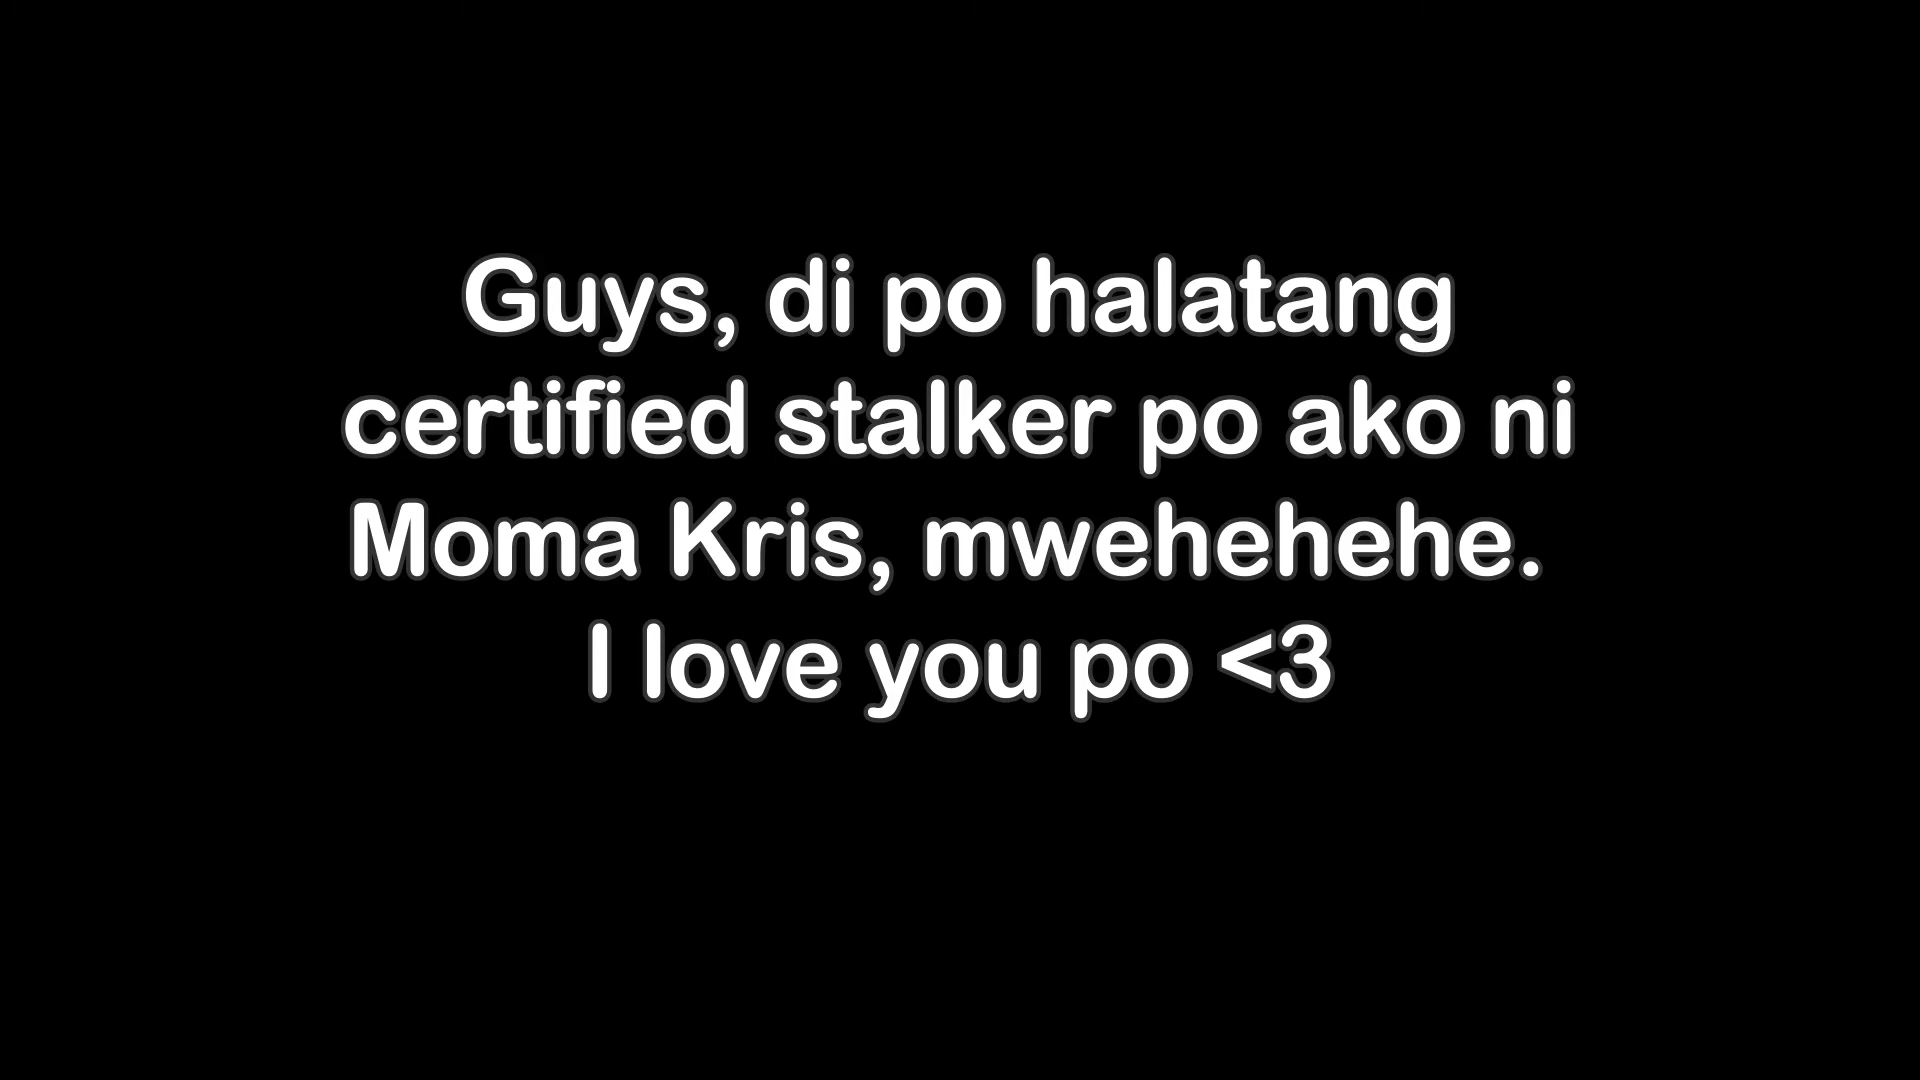 Guys, di po halatang
certified stalker po ako ni
Moma Kris, mwehehehe.
I love you po <3